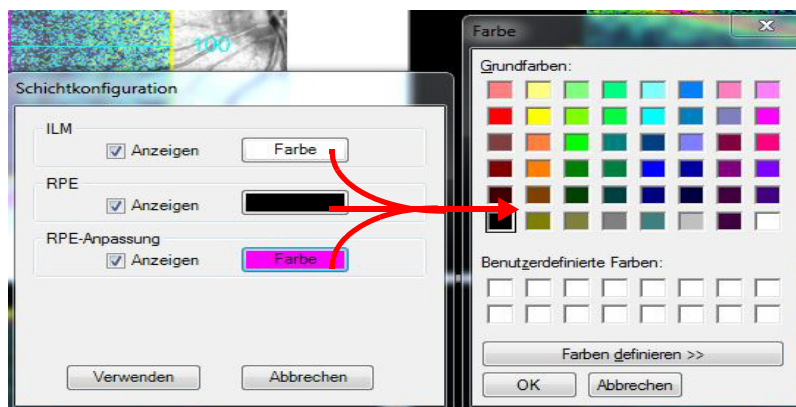 100
Schichtkonfiguration
ILM
Anzeigen Farbe
RPE
Anzeigen
RPE-Anpassung
Anzeigen Farbe
Verwenden Abbrechen
Farbe
Grundfarben:
Benutzerdefinierte Farben:
Farben definieren >>
OK Abbrechen